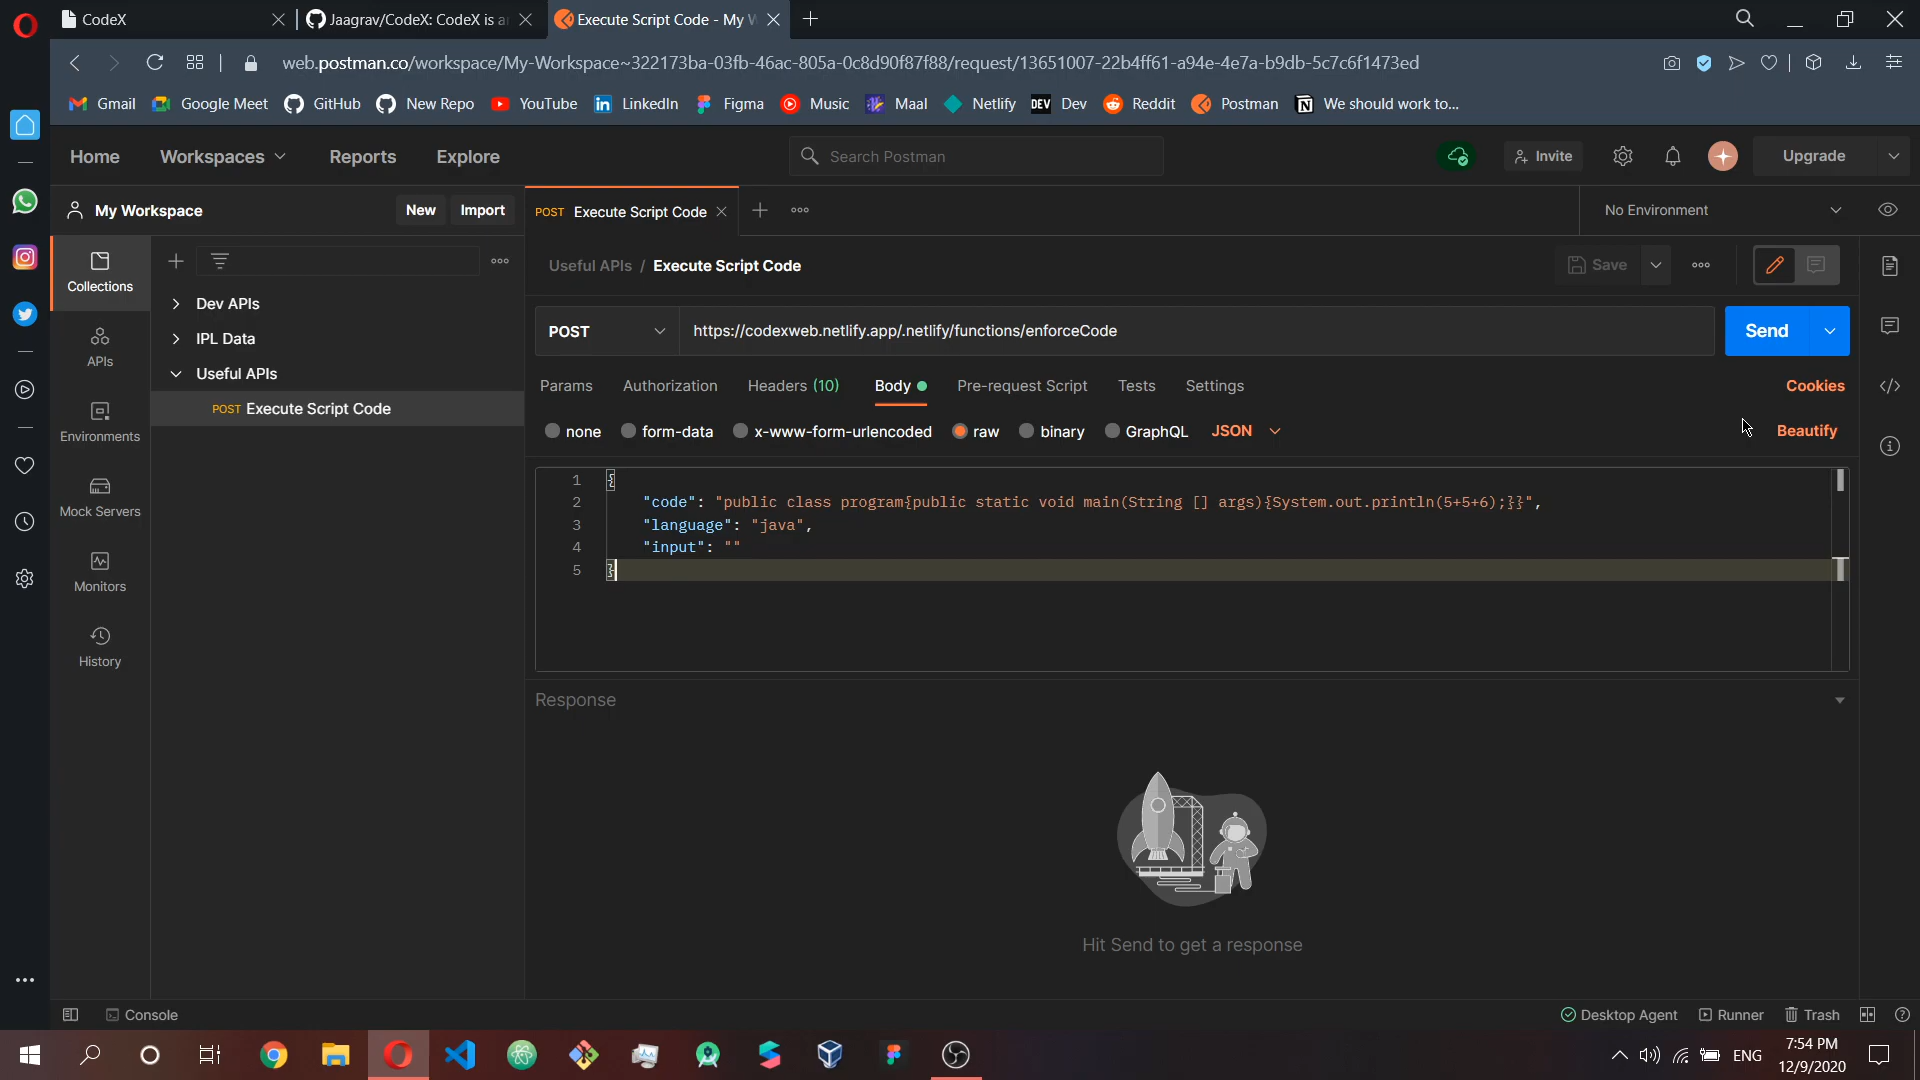 CodeX
Jaagrav/CodeX: CodeX is a
Execute Script Code - My W
web.postman.co/workspace/My-Workspace~322173ba-03fb-46ac-805a-0c8d90f87f88/request/13651007-22b4ff61-a94e-4e7a-b9db-5c7c6f1473ed
Gmail Google Meet GitHub New Repo YouTube LinkedIn Figma Music Maal Netlify DEV Dev Reddit Postman We should work to...
Home Workspaces Reports Explore
Search Postman
Invite
Upgrade
My Workspace
New
Import
POST Execute Script Code
No Environment
Collections
APIs
Environments
Mock Servers
Monitors
History
Dev APIs
IPL Data
Useful APIs
POST Execute Script Code
Useful APIs / Execute Script Code
Save
POST
https://codexweb.netlify.app/.netlify/functions/enforceCode
Send
Params Authorization Headers (10) Body Pre-request Script Tests Settings
Cookies
none form-data x-www-form-urlencoded raw binary GraphQL JSON
Beautify
1 {
2 "code": "public class program{public static void main(String [] args){System.out.println(5+5+6);}}",
3 "language": "java",
4 "input": ""
5 }
Response
Hit Send to get a response
Console
Desktop Agent
Runner
Trash
ENG
7:54 PM
12/9/2020